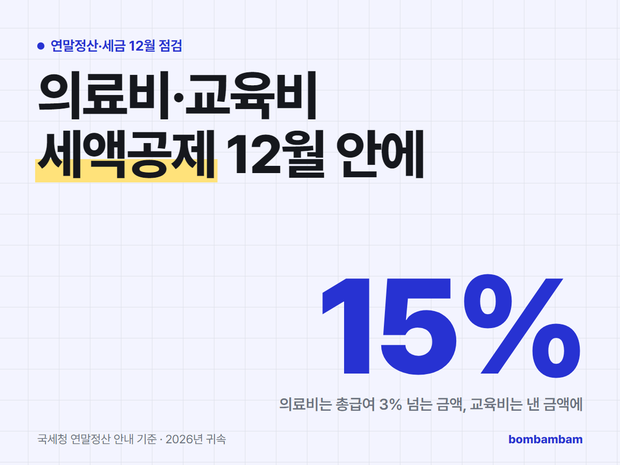 연말정산·세금 12월 점검
의료비·교육비
세액공제 12월 안에
15%
의료비는 총급여 3% 넘는 금액, 교육비는 낸 금액에
국세청 연말정산 안내 기준 · 2026년 귀속
bombambam